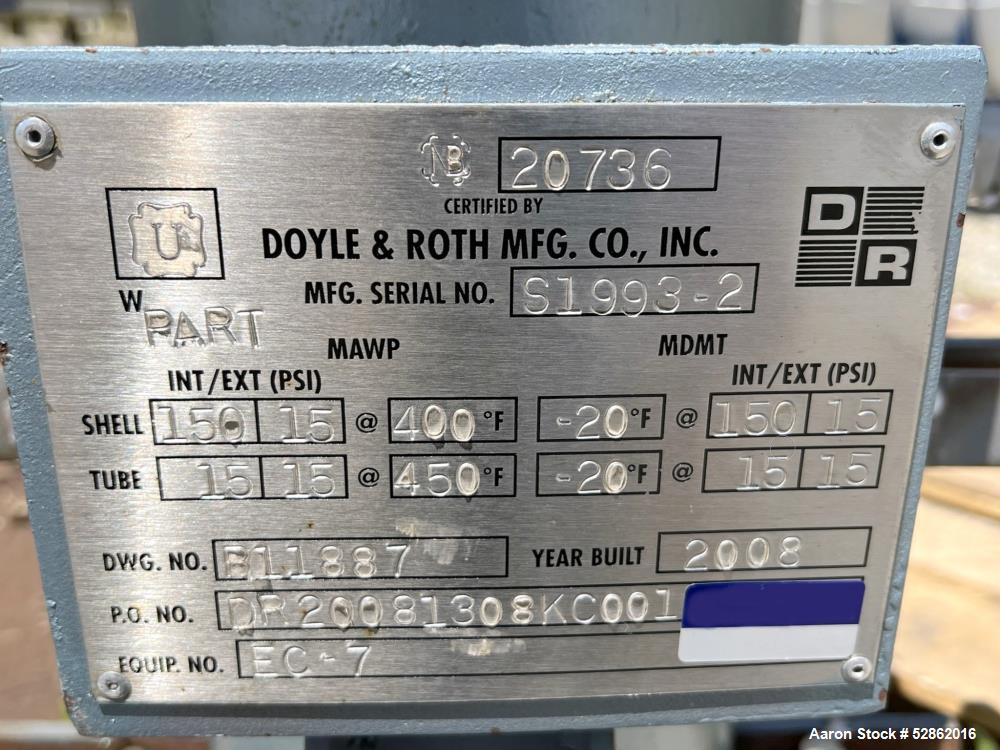 NB 20736
CERTIFIED BY
U DOYLE & ROTH MFG. CO., INC. D R
W MFG. SERIAL NO. S1993-2
PART
MAWP MDMT
INT/EXT (PSI) INT/EXT (PSI)
SHELL 150 15 @ 400 °F -20 °F @ 150 15
TUBE 15 15 @ 450 °F -20 °F @ 15 15
DWG. NO. B11887 YEAR BUILT 2008
P.O. NO. DR20081308KC001
EQUIP. NO. EC-7
Aaron Stock # 52862016